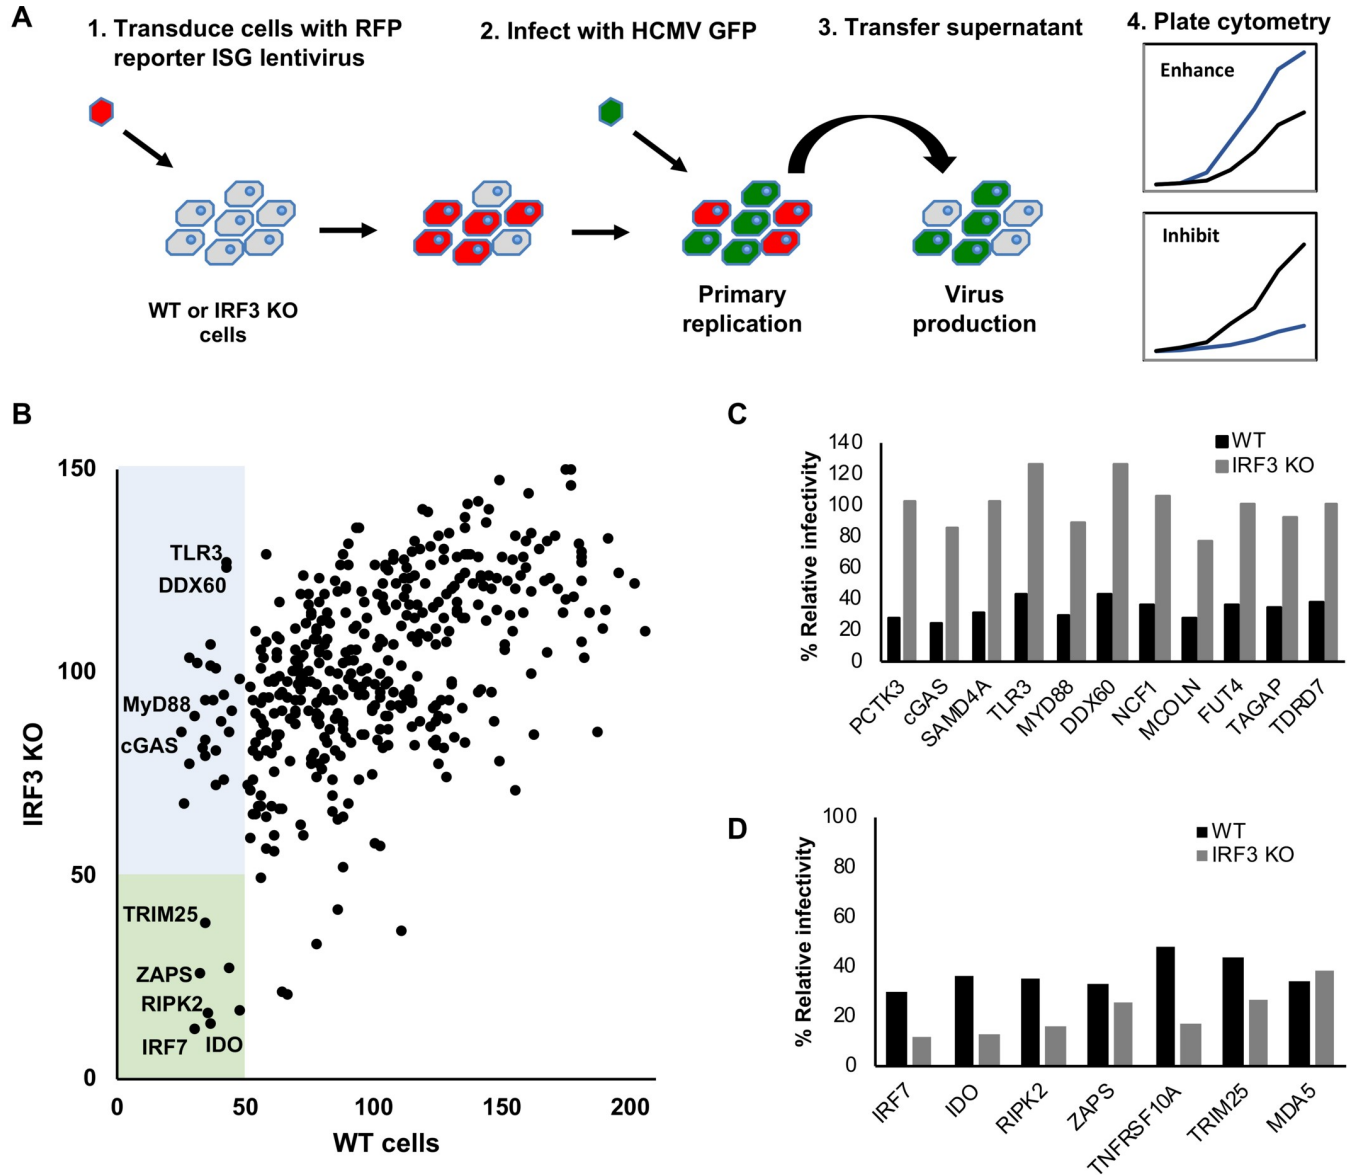 A
1. Transduce cells with RFP
reporter ISG lentivirus
2. Infect with HCMV GFP
3. Transfer supernatant
4. Plate cytometry
Enhance
Inhibit
WT or IRF3 KO
cells
Primary
replication
Virus
production
B
150
100
50
0
IRF3 KO
TLR3
DDX60
MyD88
cGAS
TRIM25
ZAPS
RIPK2
IRF7
IDO
0
50
100
150
200
WT cells
C
140
120
100
80
60
40
20
0
% Relative infectivity
WT
IRF3 KO
PCTK3
cGAS
SAMD4A
TLR3
MYD88
DDX60
NCF1
MCOLN
FUT4
TAGAP
TDRD7
D
100
80
60
40
20
0
% Relative infectivity
WT
IRF3 KO
IRF7
IDO
RIPK2
ZAPS
TNFRSF10A
TRIM25
MDA5